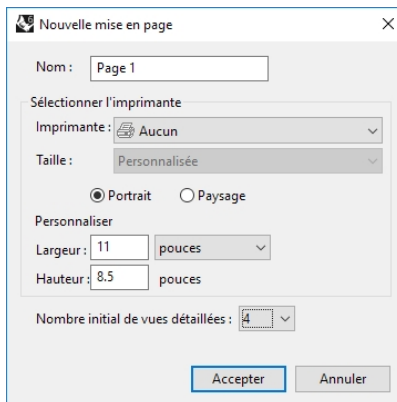 Nouvelle mise en page
Nom : Page 1
Sélectionner l'imprimante
Imprimante : Aucun
Taille : Personnalisée
Portrait Paysage
Personnaliser
Largeur : 11 pouces
Hauteur : 8.5 pouces
Nombre initial de vues détaillées : 4
Accepter Annuler